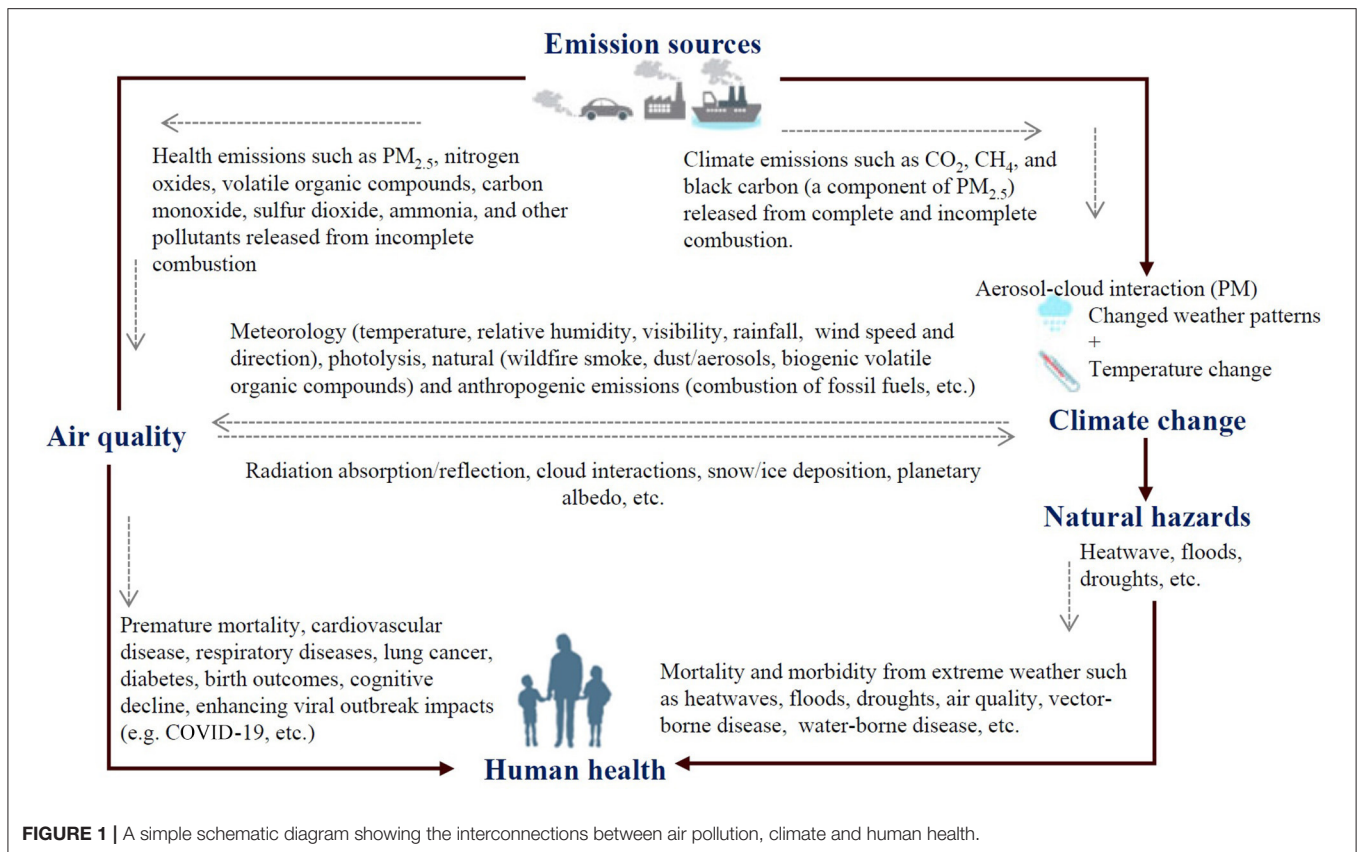 Emission sources
Health emissions such as PM2.5, nitrogen
oxides, volatile organic compounds, carbon
monoxide, sulfur dioxide, ammonia, and other
pollutants released from incomplete
combustion
Climate emissions such as CO2, CH4, and
black carbon (a component of PM2.5)
released from complete and incomplete
combustion.
Aerosol-cloud interaction (PM)
Changed weather patterns
+
Temperature change
Meteorology (temperature, relative humidity, visibility, rainfall, wind speed and
direction), photolysis, natural (wildfire smoke, dust/aerosols, biogenic volatile
organic compounds) and anthropogenic emissions (combustion of fossil fuels, etc.)
Air quality
Climate change
Radiation absorption/reflection, cloud interactions, snow/ice deposition, planetary
albedo, etc.
Natural hazards
Heatwave, floods,
droughts, etc.
Premature mortality, cardiovascular
disease, respiratory diseases, lung cancer,
diabetes, birth outcomes, cognitive
decline, enhancing viral outbreak impacts
(e.g. COVID-19, etc.)
Mortality and morbidity from extreme weather such
as heatwaves, floods, droughts, air quality, vector-
borne disease, water-borne disease, etc.
Human health
FIGURE 1 | A simple schematic diagram showing the interconnections between air pollution, climate and human health.